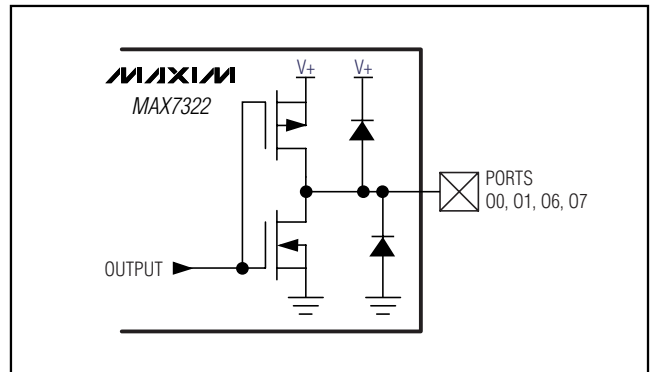 MAXIM
MAX7322
V+
V+
PORTS
O0, O1, O6, O7
OUTPUT